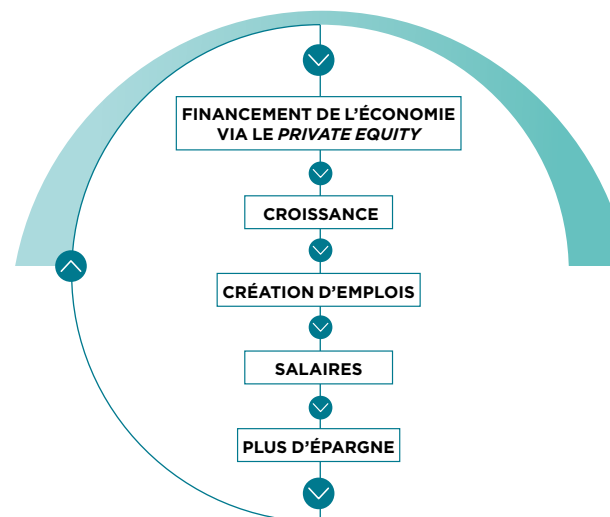 FINANCEMENT DE L’ÉCONOMIE
VIA LE PRIVATE EQUITY
CROISSANCE
CRÉATION D’EMPLOIS
SALAIRES
PLUS D’ÉPARGNE